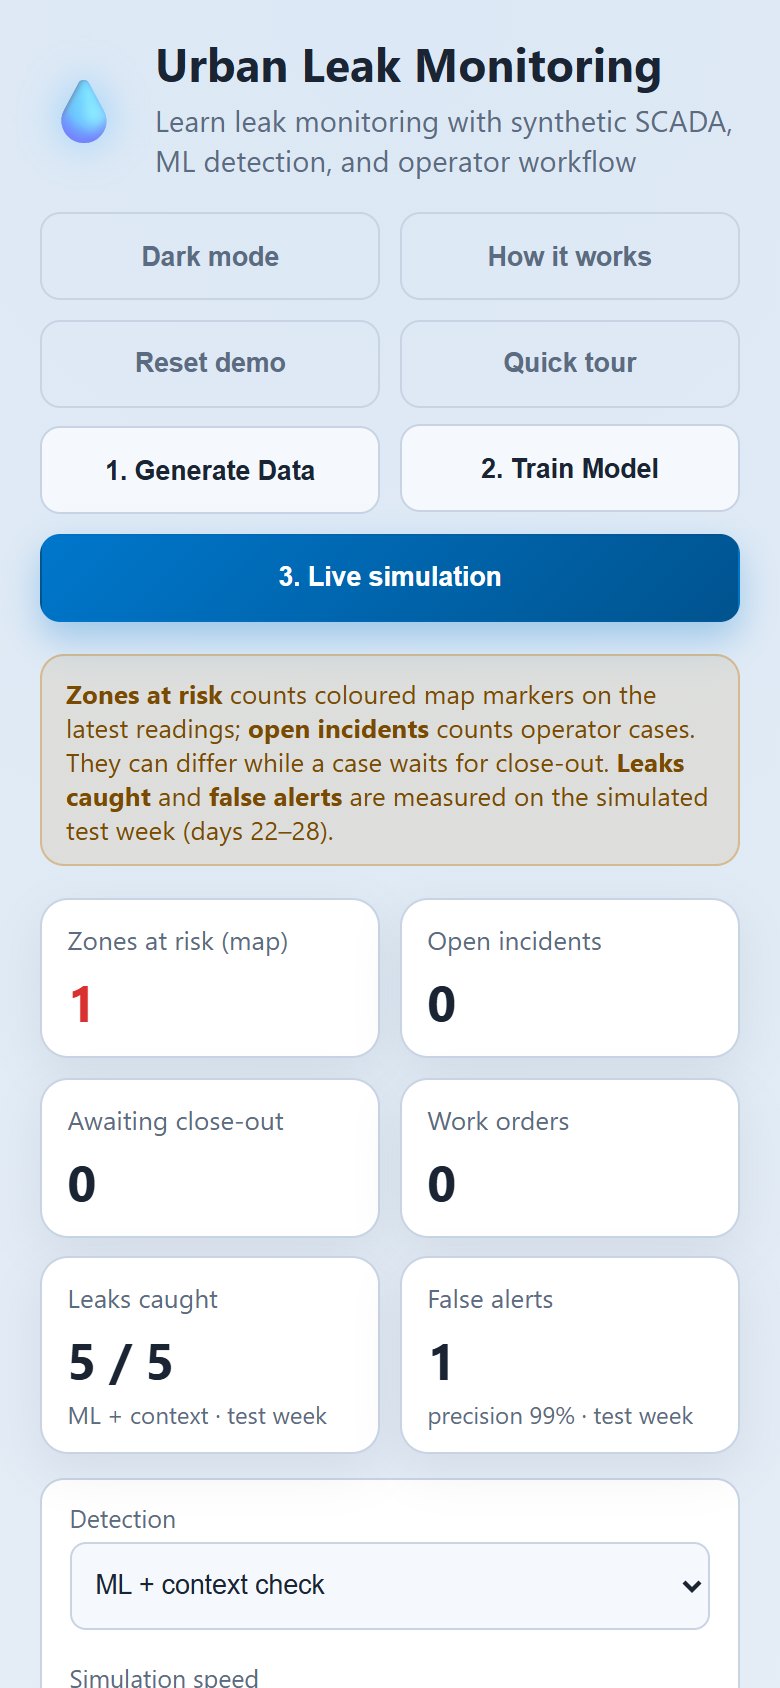 Urban Leak Monitoring
Learn leak monitoring with synthetic SCADA,
ML detection, and operator workflow
Dark mode
How it works
Reset demo
Quick tour
1. Generate Data
2. Train Model
3. Live simulation
Zones at risk counts coloured map markers on the
latest readings; open incidents counts operator cases.
They can differ while a case waits for close-out. Leaks
caught and false alerts are measured on the simulated
test week (days 22–28).
Zones at risk (map)
1
Open incidents
0
Awaiting close-out
0
Work orders
0
Leaks caught
5 / 5
ML + context · test week
False alerts
1
precision 99% · test week
Detection
ML + context check
Simulation speed